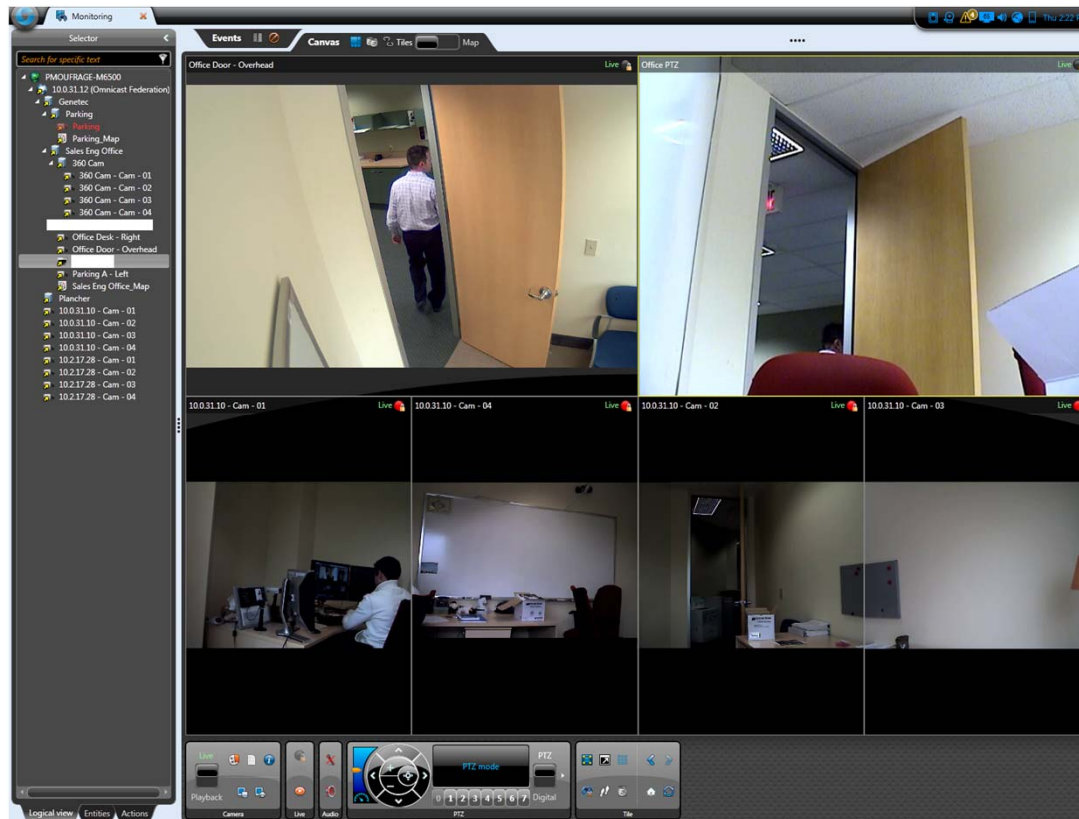 Monitoring
Thu 2:22 P
Selector
Events
Canvas
Tiles
Map
Search for specific text
PMOUFRAGE-M6500
10.0.31.12 (Omnicast Federation)
Genetec
Parking
Parking
Parking_Map
Sales Eng Office
360 Cam
360 Cam - Cam - 01
360 Cam - Cam - 02
360 Cam - Cam - 03
360 Cam - Cam - 04
Office Desk - Right
Office Door - Overhead
Parking A - Left
Sales Eng Office_Map
Plancher
10.0.31.10 - Cam - 01
10.0.31.10 - Cam - 02
10.0.31.10 - Cam - 03
10.0.31.10 - Cam - 04
10.2.17.28 - Cam - 01
10.2.17.28 - Cam - 02
10.2.17.28 - Cam - 03
10.2.17.28 - Cam - 04
Office Door - Overhead
Live
Office PTZ
Live
10.0.31.10 - Cam - 01
Live
10.0.31.10 - Cam - 04
Live
10.0.31.10 - Cam - 02
Live
10.0.31.10 - Cam - 03
Live
Live
Playback
Camera
Live
Audio
PTZ mode
0 1 2 3 4 5 6 7
PTZ
Digital
PTZ
Tile
Logical view
Entities
Actions